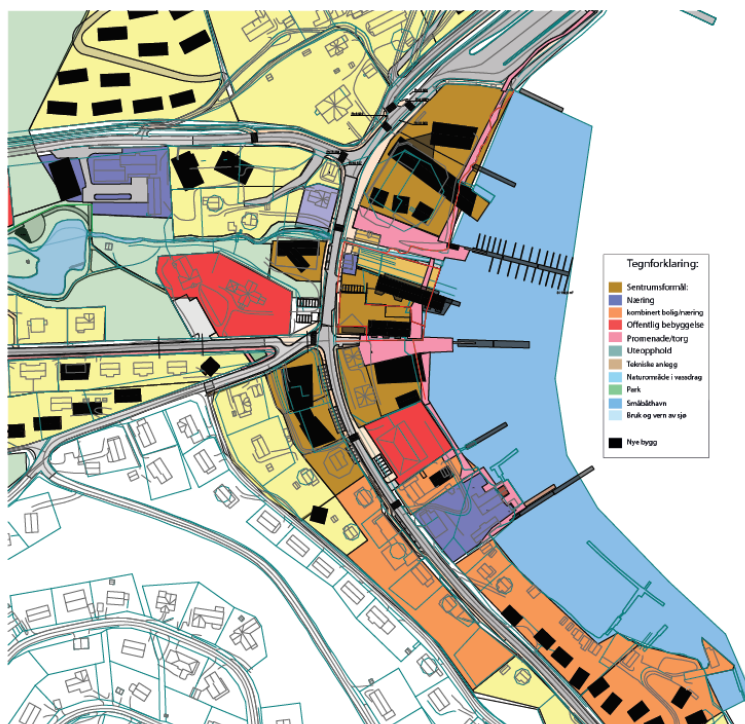 Tegnforklaring:
Sentrumsformål:
Næring
kombinert bolig/næring
Offentlig bebyggelse
Promenade/torg
Uteopphold
Tekniske anlegg
Naturområde i vassdrag
Park
Småbåthavn
Bruk og vern av sjø
Nye bygg